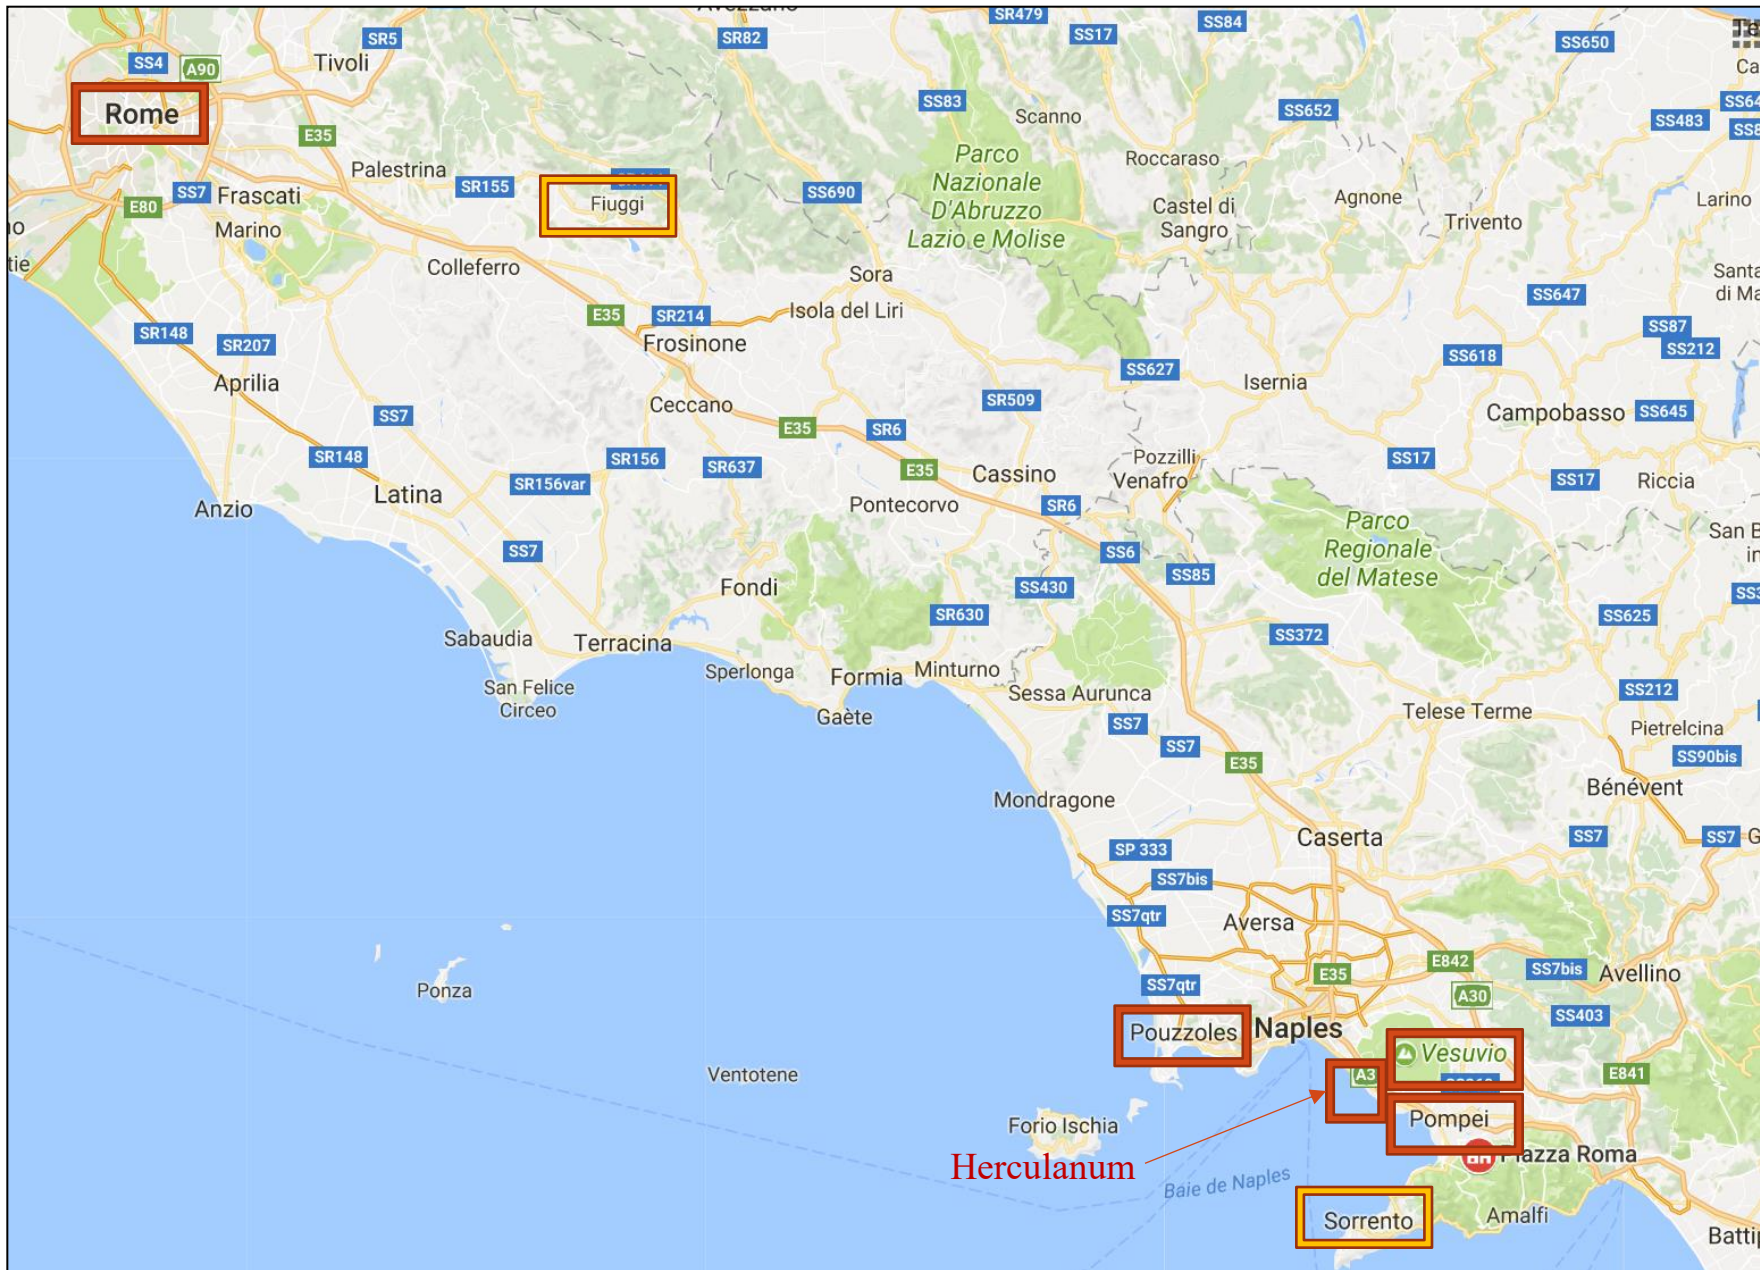 SR479
SS84
SR5
SR82
SS17
SS650
Tivoli
SS4
A90
Ca
Rome
SS83
SS652
Scanno
SS483
E35
Parco
Nazionale
D'Abruzzo
Lazio e Molise
Roccaraso
Palestrina
SR155
SS690
Agnone
SS7
Frascati
Larino
E80
Fiuggi
Castel di
Sangro
Trivento
Marino
tie
Colleferro
Sora
SS647
E35
SR214
Isola del Liri
SR148
SR207
Frosinone
SS87
SS212
SS618
SS627
Aprilia
Isernia
Ceccano
SR509
SS7
Campobasso
SS645
E35
SR6
SR148
SR156
SR637
E35
Cassino
Pozzilli
Venafro
SS17
SS17
Riccia
SR156var
Latina
Pontecorvo
SR6
Anzio
Parco
Regionale
del Matese
SS7
SS6
SS85
Fondi
SS430
SR630
SS625
SS372
Sabaudia
Terracina
Sperlonga
Formia
Minturno
San Felice
Circeo
Sessa Aurunca
SS212
Gaète
SS7
Telese Terme
Pietrelcina
SS7
E35
SS90bis
Bénévent
Mondragone
Caserta
SS7
SS7
SP 333
SS7bis
SS7qtr
Aversa
E842
SS7bis
Avellino
E35
SS7qtr
A30
Ponza
SS403
Pouzzoles
Naples
Vesuvio
Ventotene
A3
E841
Pompei
Forio Ischia
Piazza Roma
Herculanum
Baie de Naples
Sorrento
Amalfi